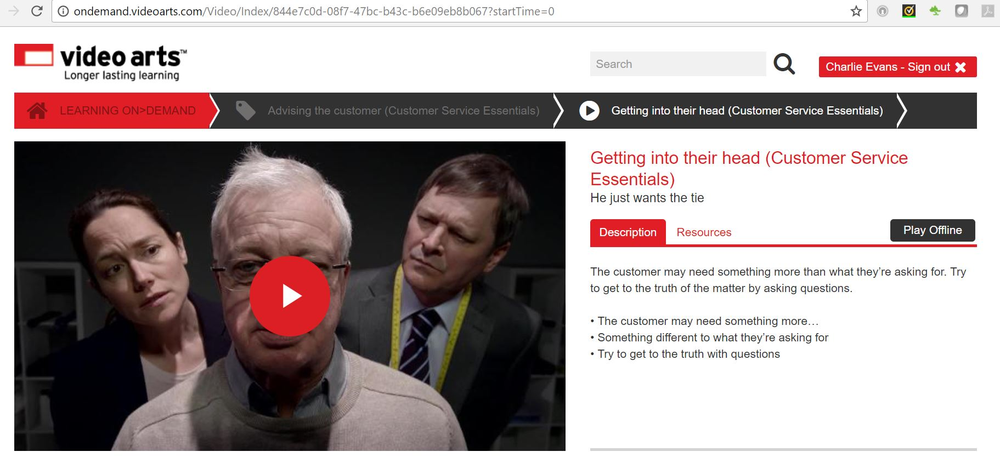 ondemand.videoarts.com/Video/Index/844e7c0d-08f7-47bc-b43c-b6e09eb8b067?startTime=0
video arts™
Longer lasting learning
Search
Charlie Evans - Sign out
LEARNING ON>DEMAND
Advising the customer (Customer Service Essentials)
Getting into their head (Customer Service Essentials)
Getting into their head (Customer Service
Essentials)
He just wants the tie
Description
Resources
Play Offline
The customer may need something more than what they’re asking for. Try
to get to the truth of the matter by asking questions.
• The customer may need something more…
• Something different to what they’re asking for
• Try to get to the truth with questions